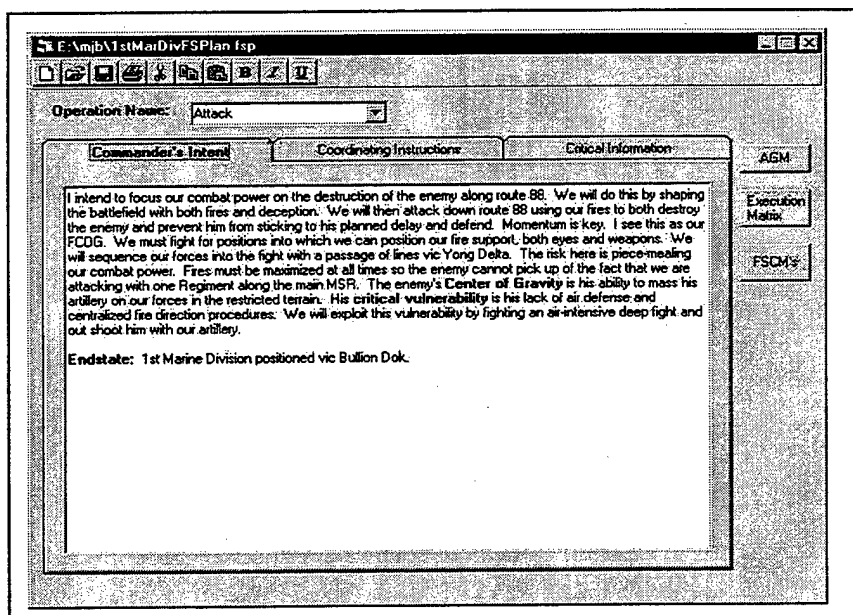 E:\mjb\1stMarDivFSPlan.fsp
B I U
Operation Name: Attack
Commander's Intent Coordinating Instructions Critical Information
AGM
Execution
Matrix
FSCM's
I intend to focus our combat power on the destruction of the enemy along route 88. We will do this by shaping
the battlefield with both fires and deception. We will then attack down route 88 using our fires to both destroy
the enemy and prevent him from sticking to his planned delay and defend. Momentum is key. I see this as our
FCOG. We must fight for positions into which we can position our fire support, both eyes and weapons. We
will sequence our forces into the fight with a passage of lines vic Yong Delta. The risk here is piece-mealing
our combat power. Fires must be maximized at all times so the enemy cannot pick up of the fact that we are
attacking with one Regiment along the main MSR. The enemy's Center of Gravity is his ability to mass his
artillery on our forces in the restricted terrain. His critical vulnerability is his lack of air defense and
centralized fire direction procedures. We will exploit this vulnerability by fighting an air-intensive deep fight and
out shoot him with our artillery.
Endstate: 1st Marine Division positioned vic Bullion Dok.